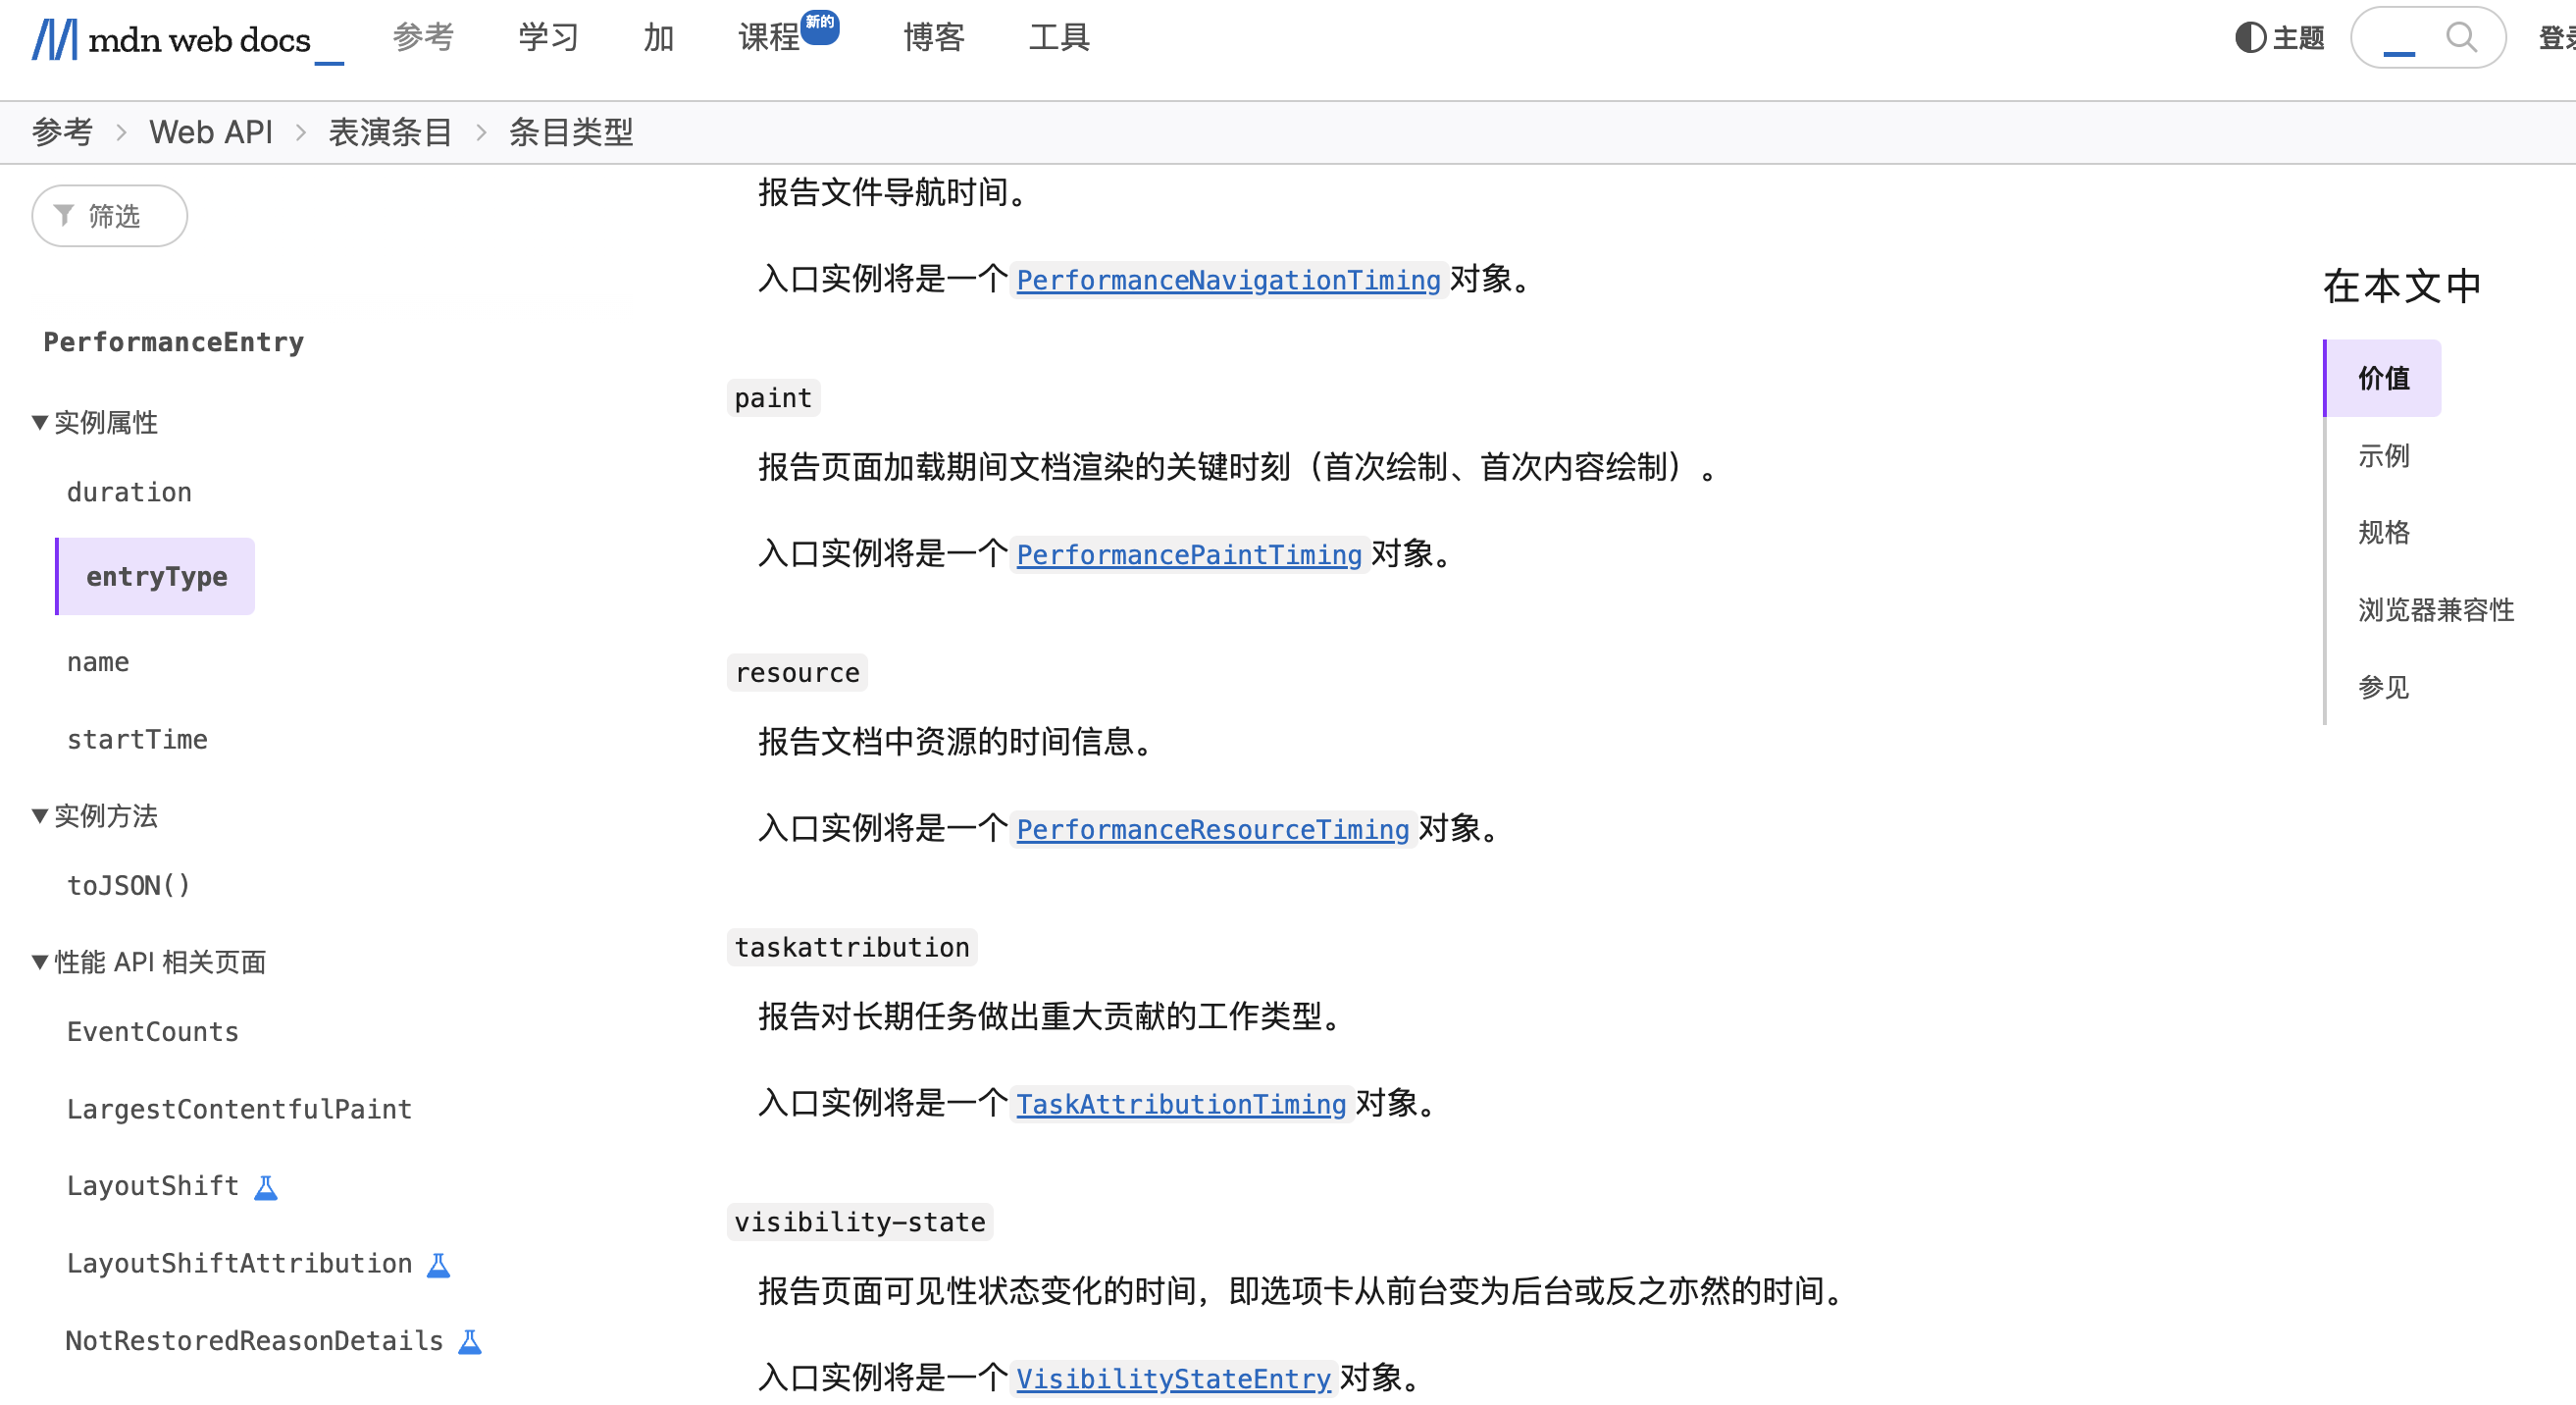 mdn web docs_
参考 学习 加 课程 新的 博客 工具
主题
登录
参考 > Web API > 表演条目 > 条目类型
筛选
PerformanceEntry
实例属性
duration
entryType
name
startTime
实例方法
toJSON()
性能 API 相关页面
EventCounts
LargestContentfulPaint
LayoutShift
LayoutShiftAttribution
NotRestoredReasonDetails
报告文件导航时间。
入口实例将是一个PerformanceNavigationTiming对象。
paint
报告页面加载期间文档渲染的关键时刻（首次绘制、首次内容绘制）。
入口实例将是一个PerformancePaintTiming对象。
resource
报告文档中资源的时间信息。
入口实例将是一个PerformanceResourceTiming对象。
taskattribution
报告对长期任务做出重大贡献的工作类型。
入口实例将是一个TaskAttributionTiming对象。
visibility-state
报告页面可见性状态变化的时间，即选项卡从前台变为后台或反之亦然的时间。
入口实例将是一个VisibilityStateEntry对象。
在本文中
价值
示例
规格
浏览器兼容性
参见